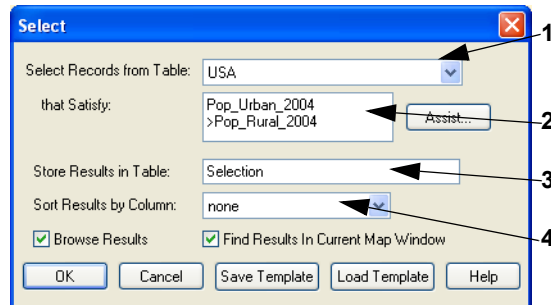 Select
1
Select Records from Table: USA
that Satisfy: Pop_Urban_2004
>Pop_Rural_2004
Assist...
2
Store Results in Table: Selection
3
Sort Results by Column: none
4
Browse Results Find Results In Current Map Window
OK Cancel Save Template Load Template Help